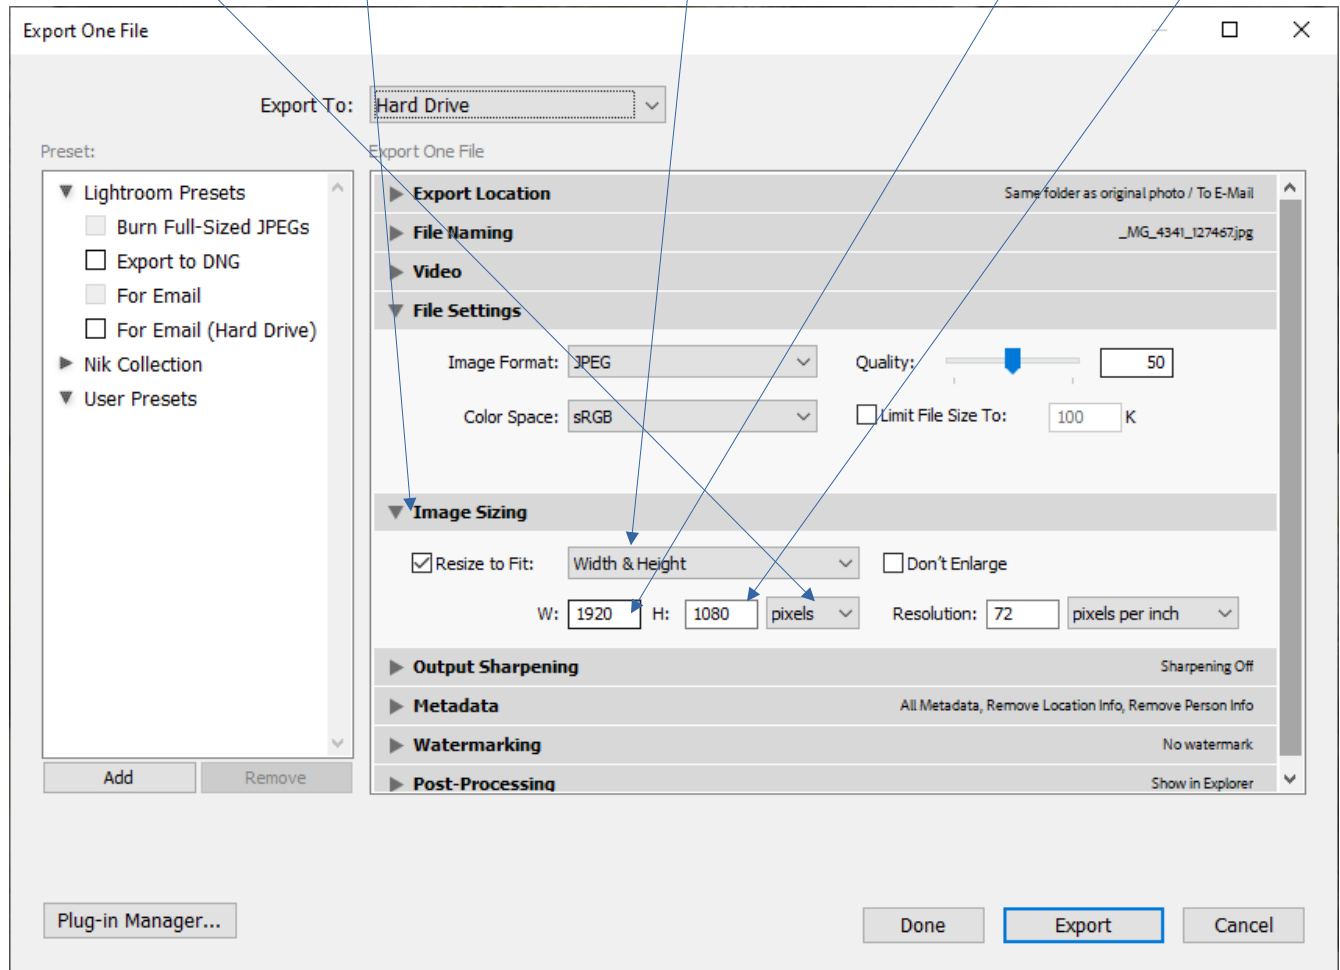 Export One File
Export To: Hard Drive
Preset:
Export One File
Lightroom Presets
Burn Full-Sized JPEGs
Export to DNG
For Email
For Email (Hard Drive)
Nik Collection
User Presets
Add Remove
Export Location Same folder as original photo / To E-Mail
File Naming _MG_4341_127467.jpg
Video
File Settings
Image Format: JPEG Quality: 50
Color Space: sRGB Limit File Size To: 100 K
Image Sizing
Resize to Fit: Width & Height Don't Enlarge
W: 1920 H: 1080 pixels Resolution: 72 pixels per inch
Output Sharpening Sharpening Off
Metadata All Metadata, Remove Location Info, Remove Person Info
Watermarking No watermark
Post-Processing Show in Explorer
Plug-in Manager... Done Export Cancel